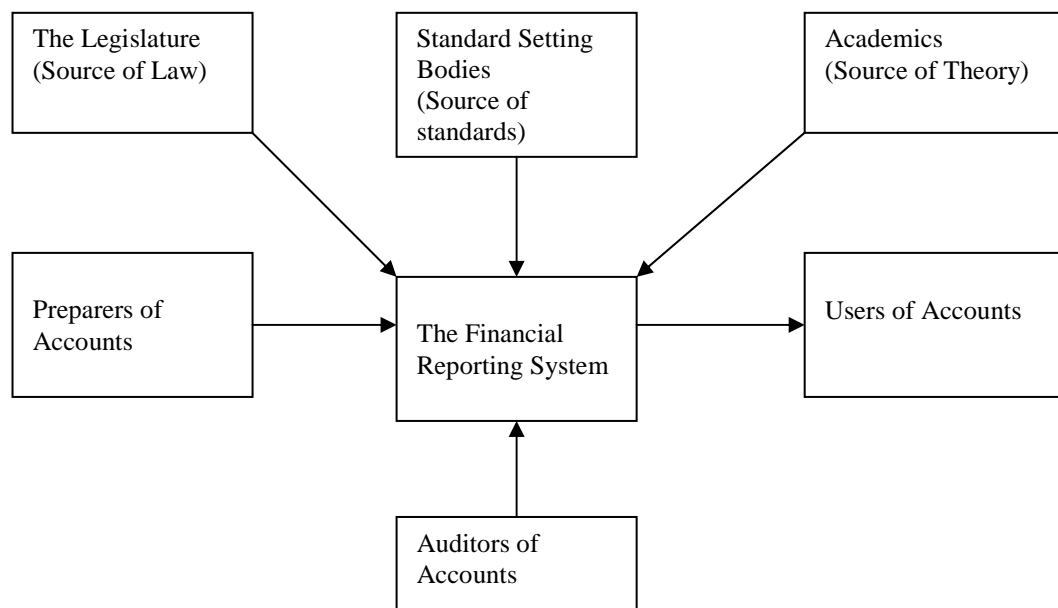 The Legislature
(Source of Law)
Standard Setting
Bodies
(Source of
standards)
Academics
(Source of Theory)
Preparers of
Accounts
The Financial
Reporting System
Users of Accounts
Auditors of
Accounts